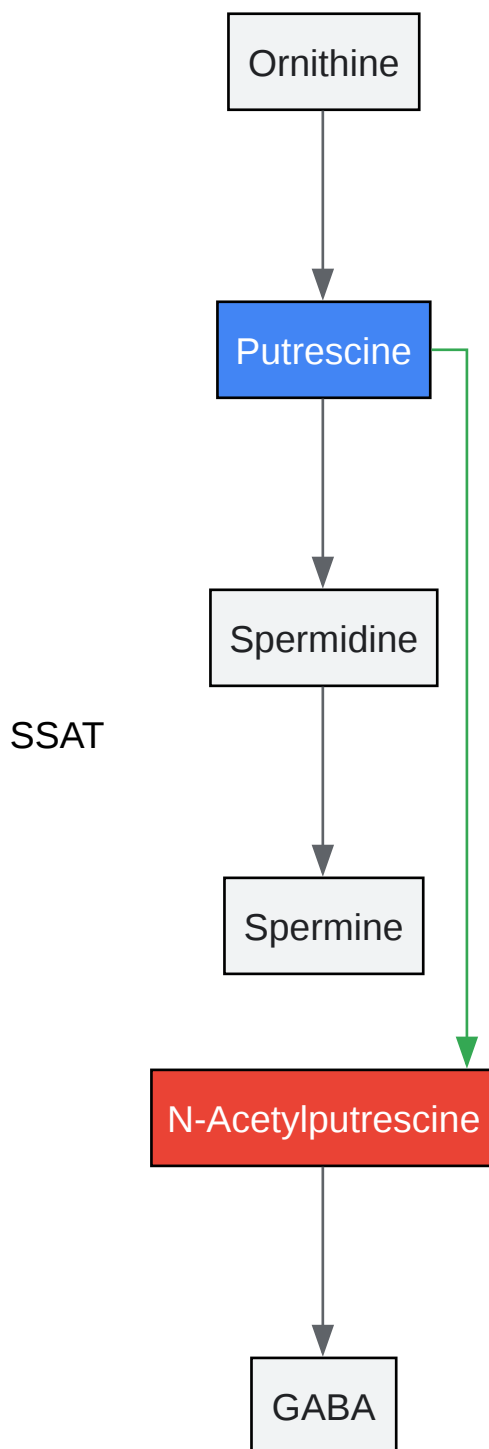 Ornithine
Putrescine
Spermidine
SSAT
Spermine
N-Acetylputrescine
GABA